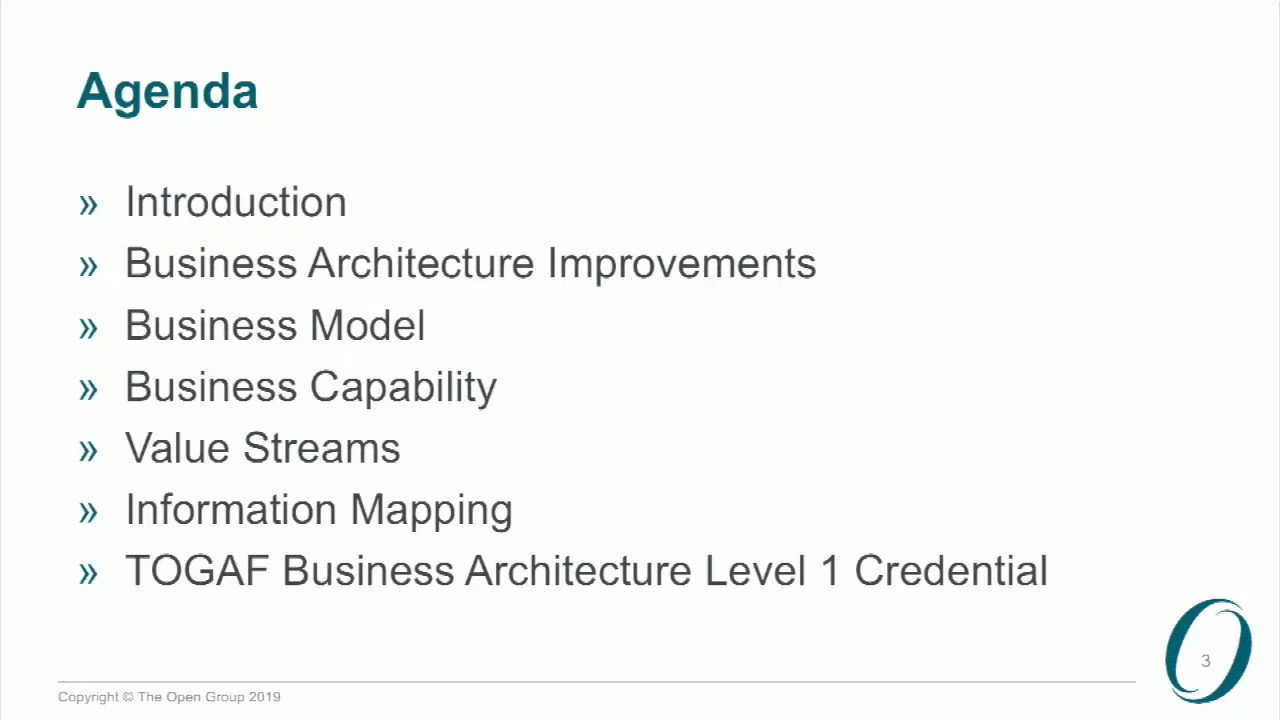 Agenda
» Introduction
» Business Architecture Improvements
» Business Model
» Business Capability
» Value Streams
» Information Mapping
» TOGAF Business Architecture Level 1 Credential
3
Copyright © The Open Group 2019